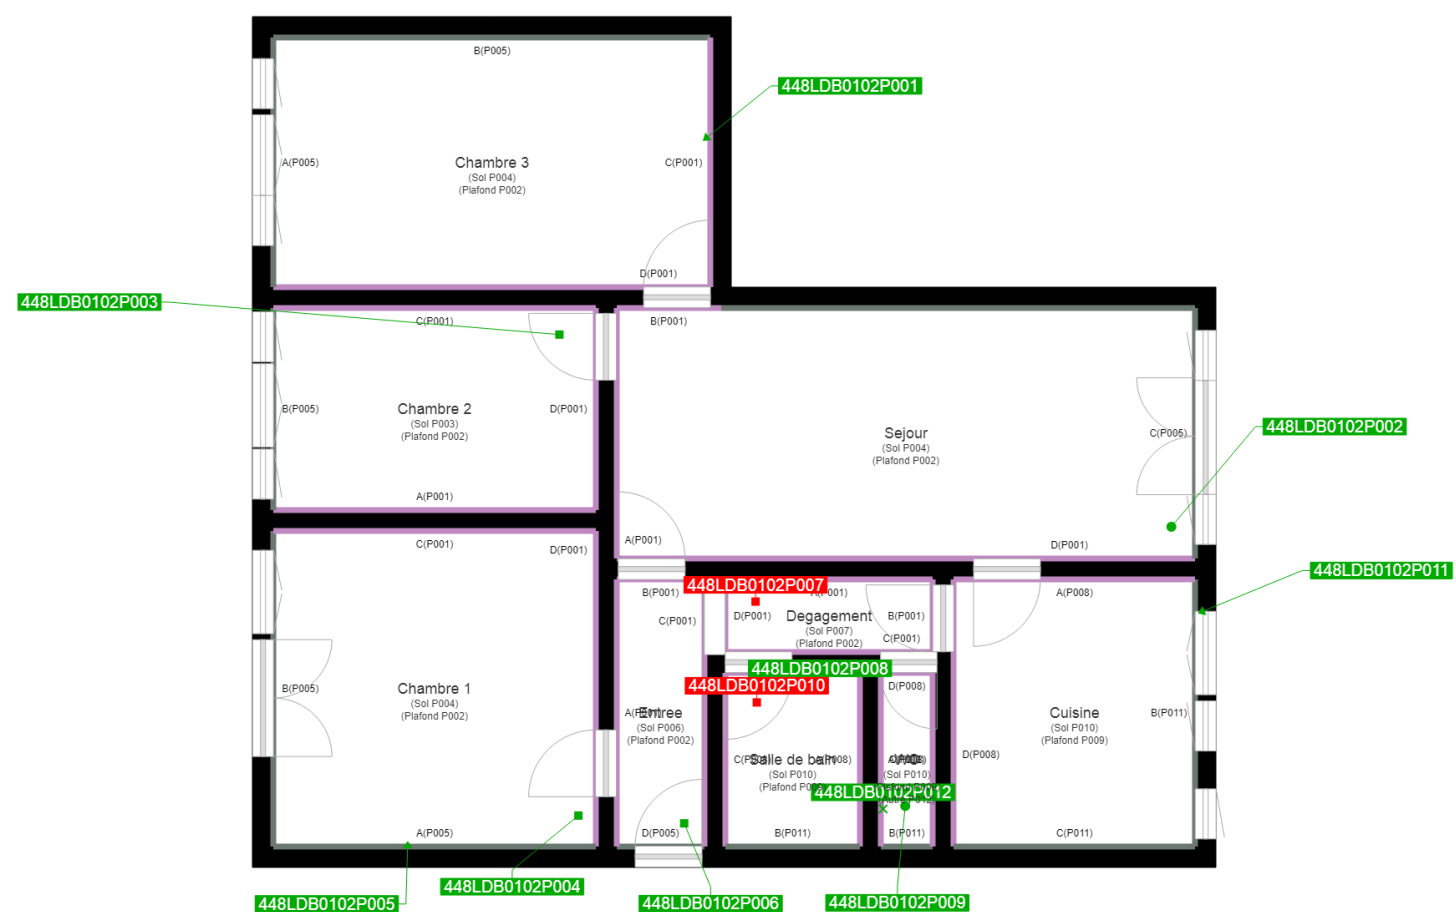 B(P005)
448LDB0102P001
A(P005)
Chambre 3
(Sol P004)
(Plafond P002)
C(P001)
D(P001)
448LDB0102P003
C(P001)
B(P001)
B(P005)
Chambre 2
(Sol P003)
(Plafond P002)
D(P001)
A(P001)
Sejour
(Sol P004)
(Plafond P002)
C(P005)
448LDB0102P002
A(P001)
D(P001)
C(P001)
D(P001)
448LDB0102P011
448LDB0102P007
B(P001)
C(P001)
D(P001)
Degagement
(Sol P007)
(Plafond P002)
B(P001)
C(P001)
A(P008)
448LDB0102P008
448LDB0102P010
D(P008)
B(P005)
Chambre 1
(Sol P004)
(Plafond P002)
Entree
(Sol P006)
(Plafond P002)
Cuisine
(Sol P010)
(Plafond P009)
B(P011)
D(P008)
Salle de bain
(Sol P010)
(Sol P010)
448LDB0102P012
A(P005)
D(P005)
B(P011)
B(P011)
C(P011)
448LDB0102P004
448LDB0102P005
448LDB0102P006
448LDB0102P009